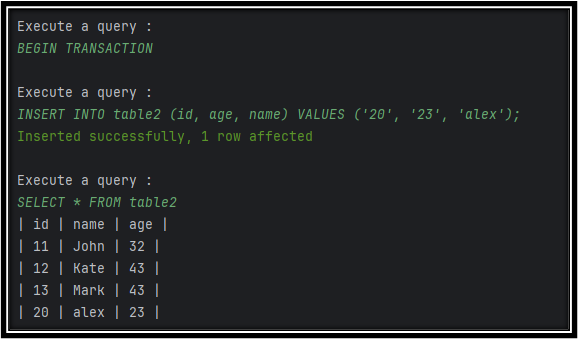 Execute a query :
BEGIN TRANSACTION
Execute a query :
INSERT INTO table2 (id, age, name) VALUES ('20', '23', 'alex');
Inserted successfully, 1 row affected
Execute a query :
SELECT * FROM table2
| id | name | age |
| 11 | John | 32 |
| 12 | Kate | 43 |
| 13 | Mark | 43 |
| 20 | alex | 23 |